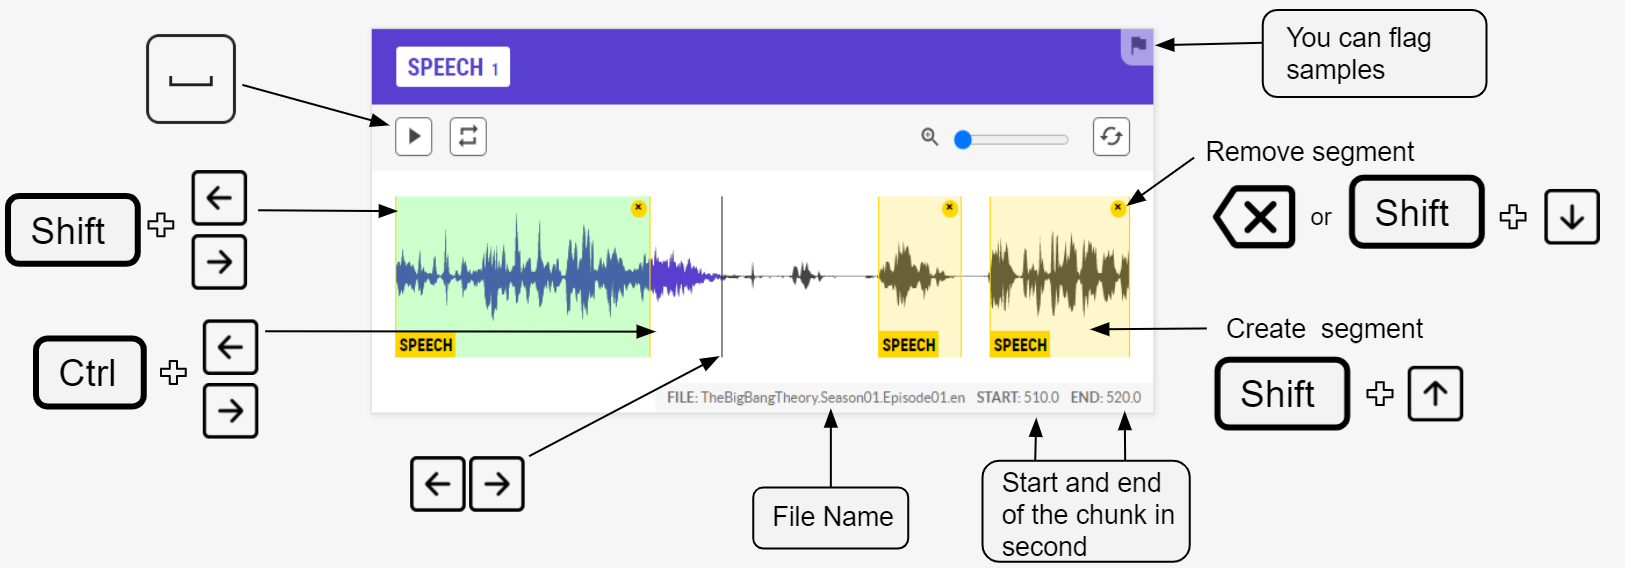 You can flag
samples
SPEECH 1
Remove segment
Shift
or
Shift
SPEECH
SPEECH
SPEECH
Create  segment
Ctrl
Shift
FILE: TheBigBangTheory.Season01.Episode01.en START: 510.0 END: 520.0
File Name
Start and end
of the chunk in
second